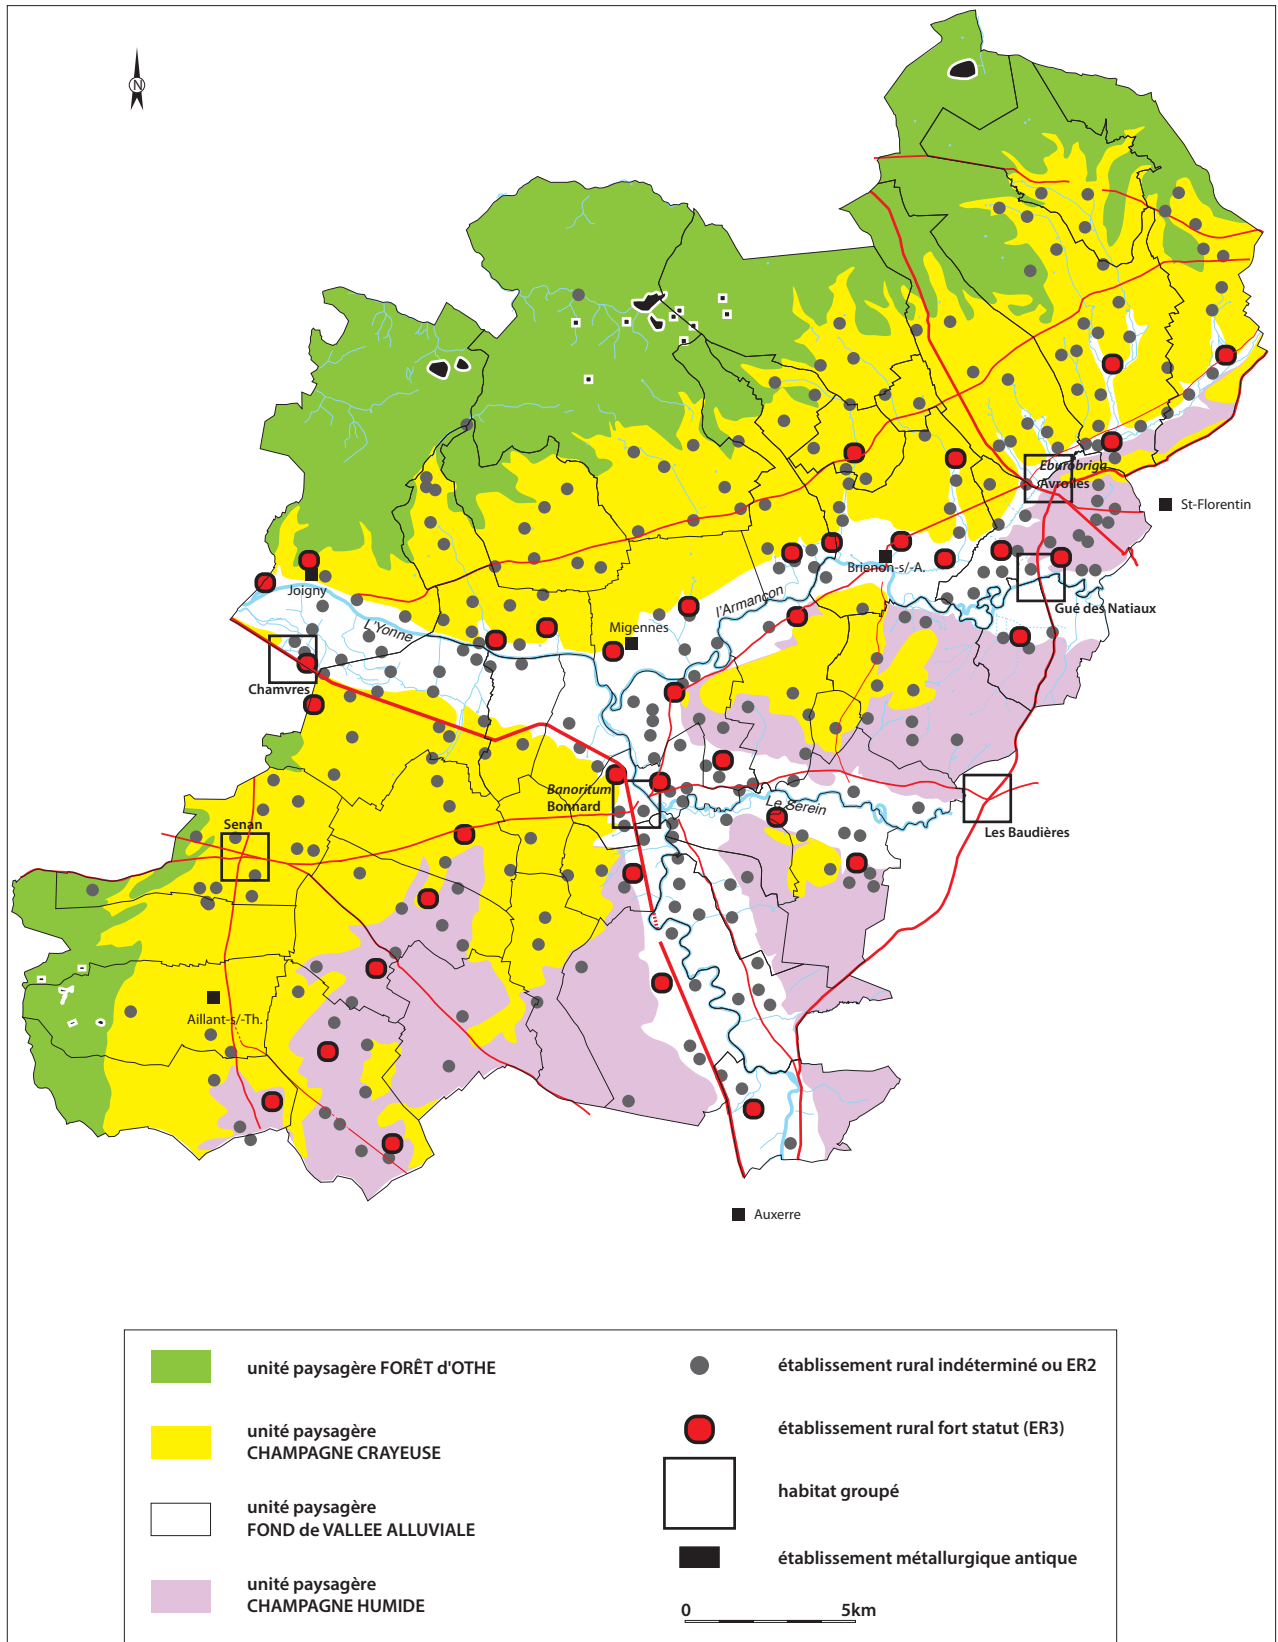 N
Eburobriga
Avrolles
St-Florentin
Brienon-s/-A.
Joigny
Gué des Natiaux
l'Armançon
L'Yonne
Migennes
Chamvres
Banoritum
Bonnard
Le Serein
Senan
Les Baudières
Aillant-s/-Th.
Auxerre
unité paysagère FORÊT d'OTHE
unité paysagère
CHAMPAGNE CRAYEUSE
unité paysagère
FOND de VALLEE ALLUVIALE
unité paysagère
CHAMPAGNE HUMIDE
établissement rural indéterminé ou ER2
établissement rural fort statut (ER3)
habitat groupé
établissement métallurgique antique
0 5km